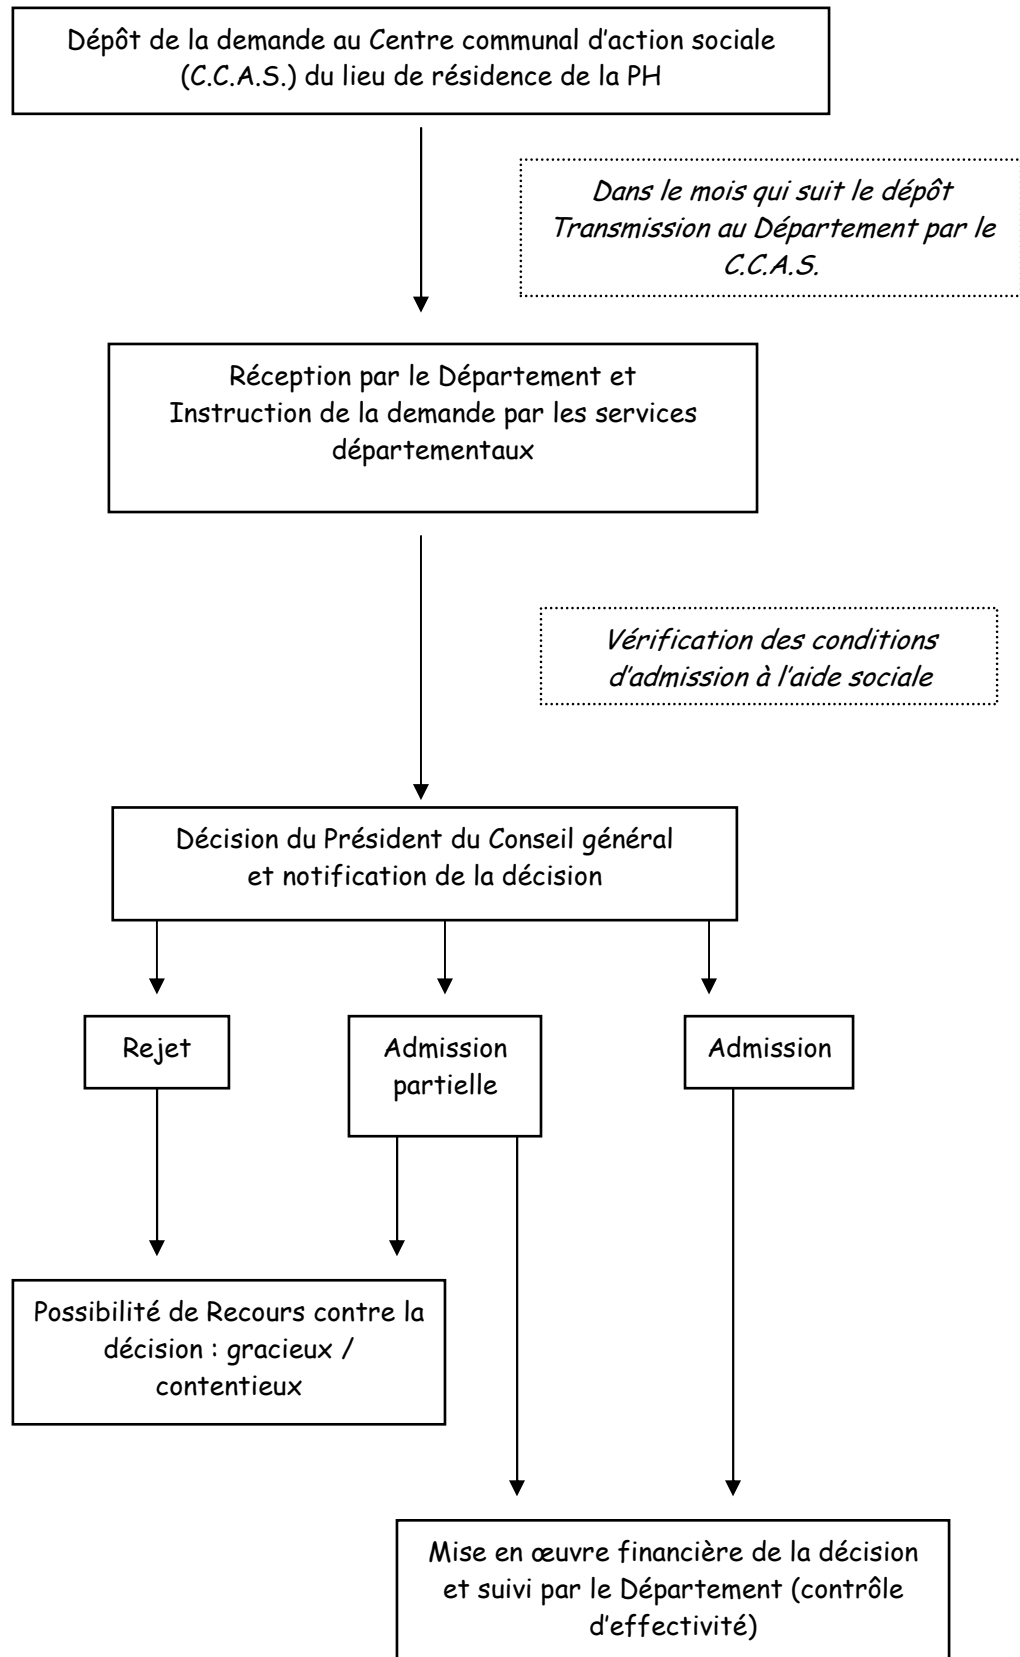 Dépôt de la demande au Centre communal d'action sociale
(C.C.A.S.) du lieu de résidence de la PH
Dans le mois qui suit le dépôt
Transmission au Département par le
C.C.A.S.
Réception par le Département et
Instruction de la demande par les services
départementaux
Vérification des conditions
d'admission à l'aide sociale
Décision du Président du Conseil général
et notification de la décision
Rejet
Admission
partielle
Admission
Possibilité de Recours contre la
décision : gracieux /
contentieux
Mise en œuvre financière de la décision
et suivi par le Département (contrôle
d'effectivité)